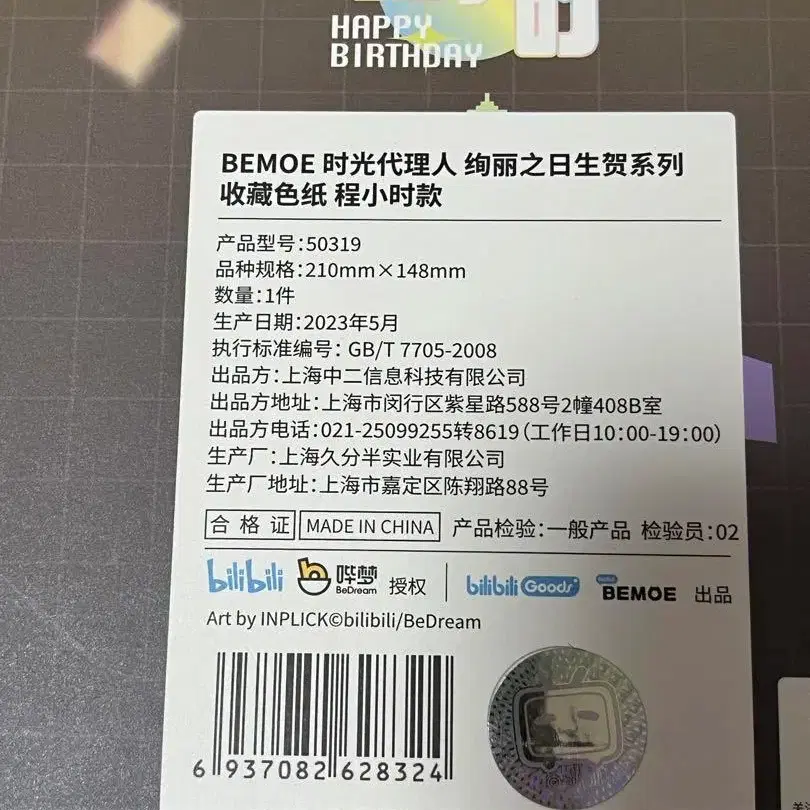 HAPPY
BIRTHDAY
BEMOE 时光代理人 绚丽之日生贺系列
收藏色纸 程小时款
产品型号:50319
品种规格:210mm×148mm
数量:1件
生产日期:2023年5月
执行标准编号: GB/T 7705-2008
出品方:上海中二信息科技有限公司
出品方地址:上海市闵行区紫星路588号2幢408B室
出品方电话:021-25099255转8619(工作日10:00-19:00)
生产厂:上海久分半实业有限公司
生产厂地址:上海市嘉定区陈翔路88号
合格证 MADE IN CHINA 产品检验:一般产品 检验员:02
bilibili 哔梦 BeDream 授权 bilibili Goods BEMOE 出品
Art by INPLICK©bilibili/BeDream
6 937082 628324